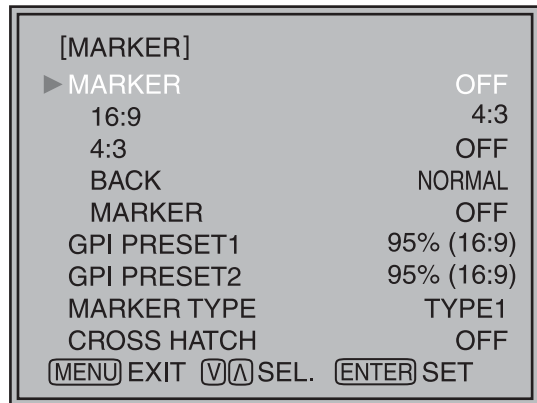 [MARKER]
MARKER OFF
16:9 4:3
4:3 OFF
BACK NORMAL
MARKER OFF
GPI PRESET1 95% (16:9)
GPI PRESET2 95% (16:9)
MARKER TYPE TYPE1
CROSS HATCH OFF
MENU EXIT V Λ SEL. ENTER SET